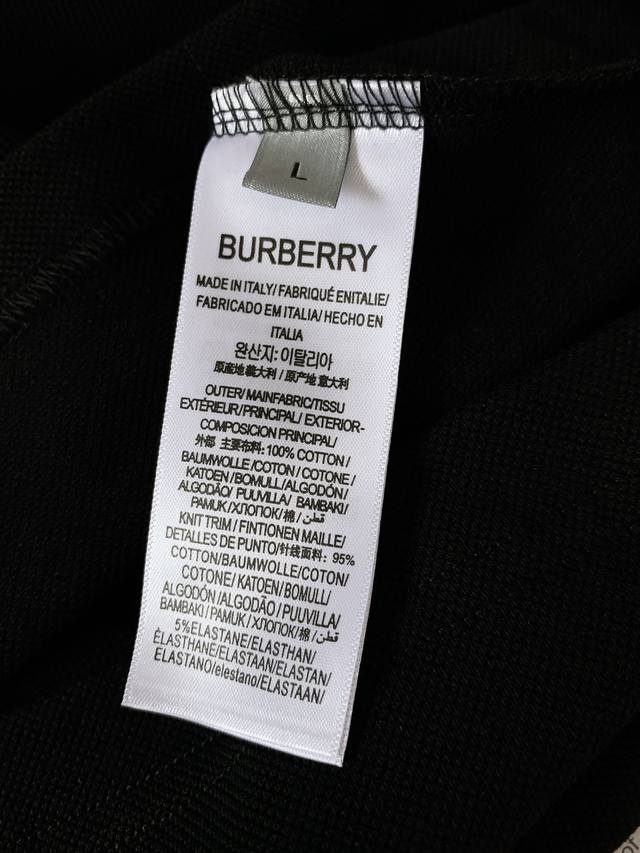 L
BURBERRY
MADE IN ITALY/ FABRIQUÉ ENITALIE/
FABRICADO EM ITALIA/ HECHO EN
ITALIA
완산지: 이탈리아
原産地義大利 / 原产地 意大利
OUTER/ MAINFABRIC/TISSU
EXTÉRIEUR/PRINCIPAL/ EXTERIOR-
COMPOSICION PRINCIPAL/
外部 主要布料: 100% COTTON /
BAUMWOLLE /COTON / COTONE /
KATOEN /BOMULL/ALGODÓN/
ALGODÃO/ PUUVILLA/ BAMBAKI/
PAMUK/ХЛОПОК/ 棉 / قطن/
KNIT TRIM / FINTIONEN MAILLE/
DETALLES DE PUNTO/针线面料: 95%
COTTON/BAUMWOLLE/COTON/
COTONE/ KATOEN/BOMULL/
ALGODÓN /ALGODÃO / PUUVILLA/
BAMBAKI / PAMUK / ХЛОПОК/棉 / قطن/
5%ELASTANE/ELASTHAN/
ÉLASTHANE/ELASTAAN/ELASTAN/
ELASTANO/elestano/ELASTAAN/